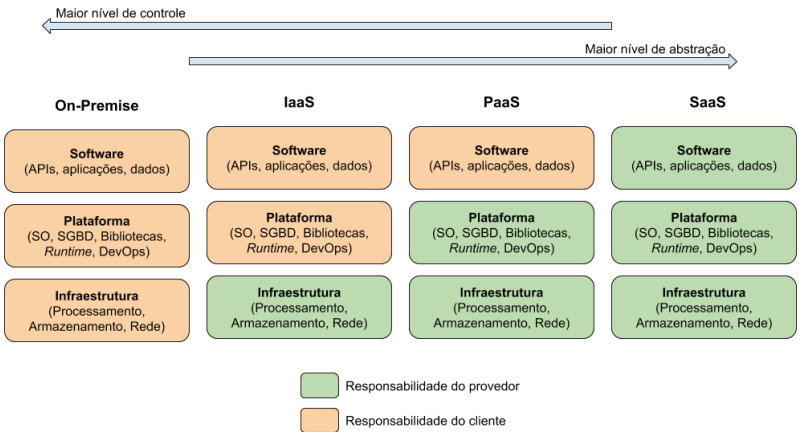 Maior nível de controle
Maior nível de abstração
On-Premise
IaaS
PaaS
SaaS
Software
(APIs, aplicações, dados)
Software
(APIs, aplicações, dados)
Software
(APIs, aplicações, dados)
Software
(APIs, aplicações, dados)
Plataforma
(SO, SGBD, Bibliotecas,
Runtime, DevOps)
Plataforma
(SO, SGBD, Bibliotecas,
Runtime, DevOps)
Plataforma
(SO, SGBD, Bibliotecas,
Runtime, DevOps)
Plataforma
(SO, SGBD, Bibliotecas,
Runtime, DevOps)
Infraestrutura
(Processamento,
Armazenamento, Rede)
Infraestrutura
(Processamento,
Armazenamento, Rede)
Infraestrutura
(Processamento,
Armazenamento, Rede)
Infraestrutura
(Processamento,
Armazenamento, Rede)
Responsabilidade do provedor
Responsabilidade do cliente